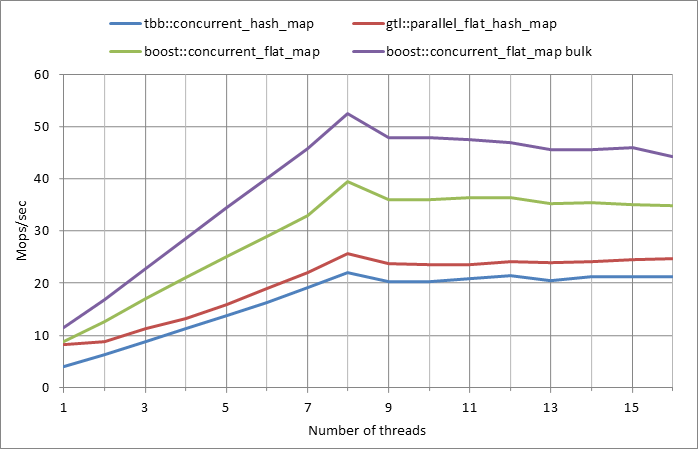 tbb::concurrent_hash_map gtl::parallel_flat_hash_map
boost::concurrent_flat_map boost::concurrent_flat_map bulk
60
50
40
30
20
10
0
Mops/sec
1 3 5 7 9 11 13 15
Number of threads